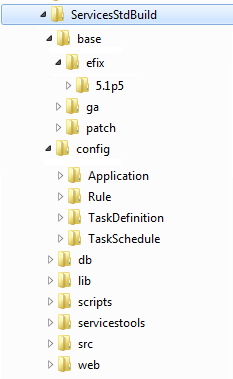 ServicesStdBuild
base
efix
5.1p5
ga
patch
config
Application
Rule
TaskDefinition
TaskSchedule
db
lib
scripts
servicestools
src
web